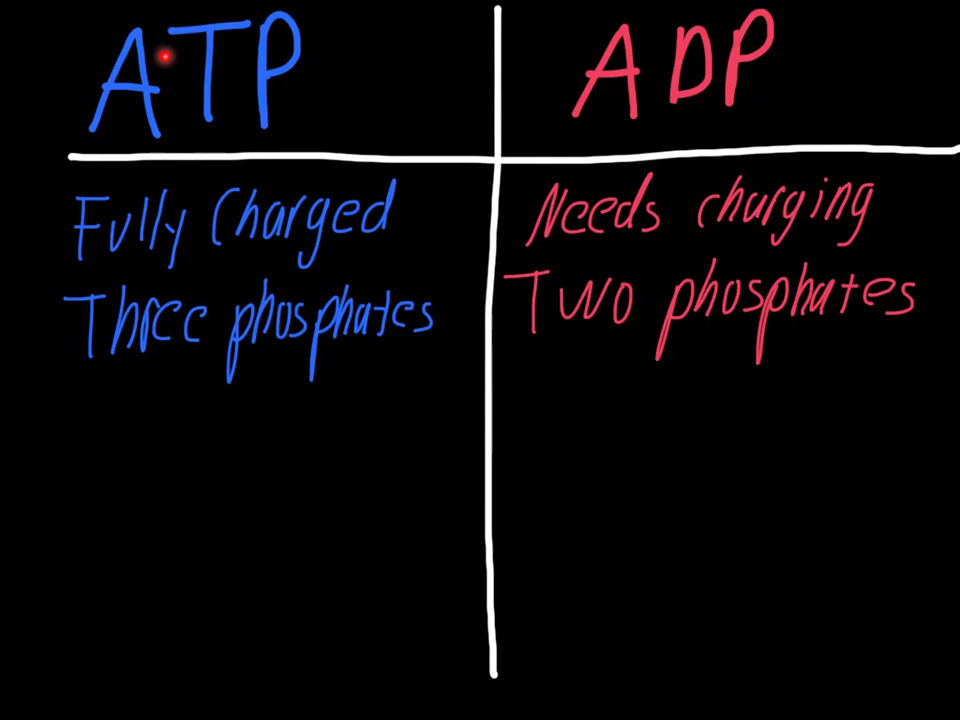 ATP
ADP
Fully Charged
Three phosphates
Needs charging
Two phosphates